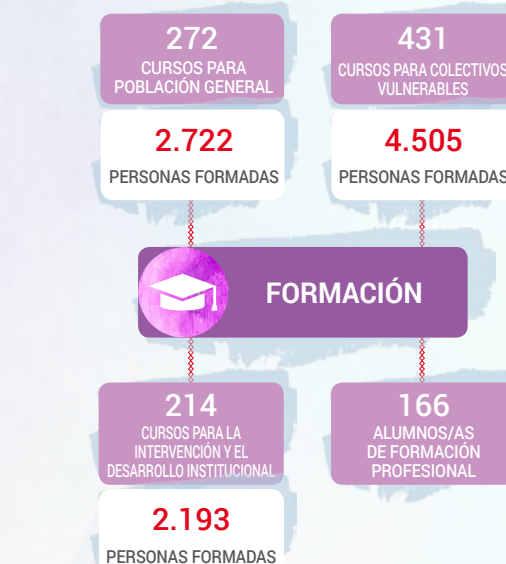 272
CURSOS PARA
POBLACIÓN GENERAL
2.722
PERSONAS FORMADAS
431
CURSOS PARA COLECTIVOS
VULNERABLES
4.505
PERSONAS FORMADAS
FORMACIÓN
214
CURSOS PARA LA
INTERVENCIÓN Y EL
DESARROLLO INSTITUCIONAL
2.193
PERSONAS FORMADAS
166
ALUMNOS/AS
DE FORMACIÓN
PROFESIONAL